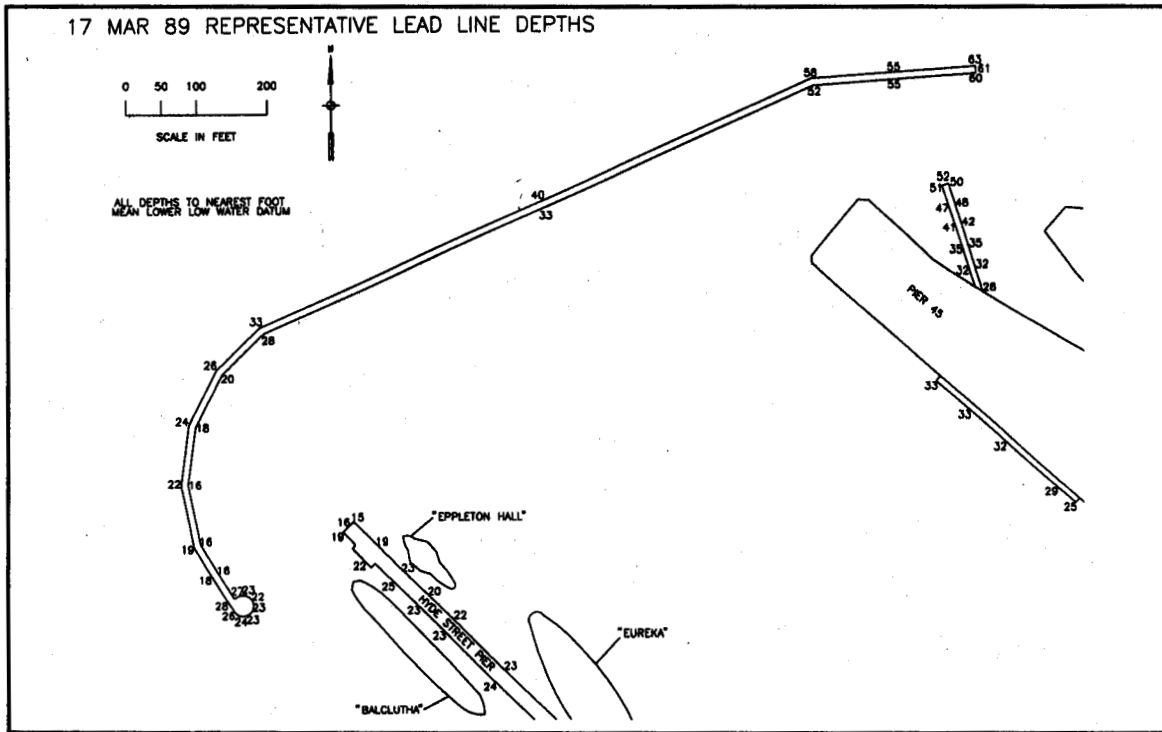 17 MAR 89 REPRESENTATIVE LEAD LINE DEPTHS
N
0 50 100 200
SCALE IN FEET
ALL DEPTHS TO NEAREST FOOT
MEAN LOWER LOW WATER DATUM
63
58 55 61
52 55 60
52 50
51
47 48
40 41 42
33
35 35
32 32
28
PIER 45
33
28
26
20
33
33
24 18
32
22 16
29
25
16 15
19 19
"EPPLETON HALL"
19 16
22 23
18 16
25 20
27 23 22
28 23
26 24 23
23 22
23
HYDE STREET PIER
23
24
"EUREKA"
"BALCLUTHA"